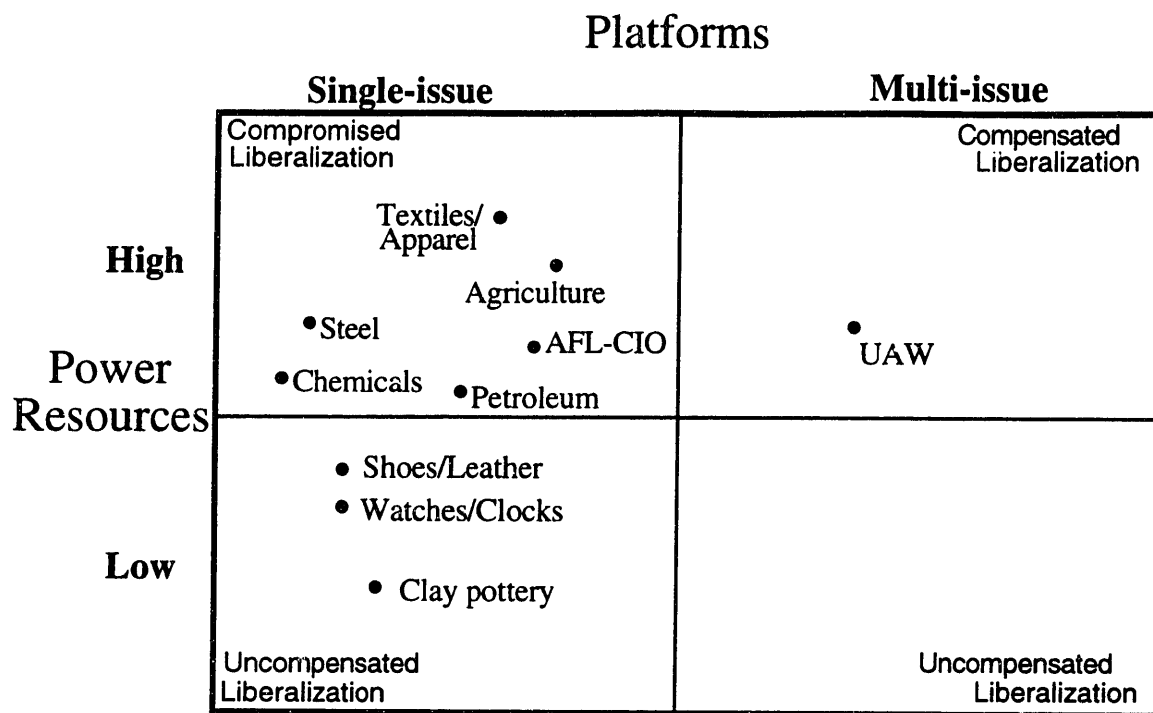 Platforms
Single-issue
Multi-issue
Compromised
Liberalization
Compensated
Liberalization
Textiles/
Apparel
High
Agriculture
Steel
AFL-CIO
UAW
Power
Resources
Chemicals
Petroleum
Shoes/Leather
Watches/Clocks
Low
Clay pottery
Uncompensated
Liberalization
Uncompensated
Liberalization